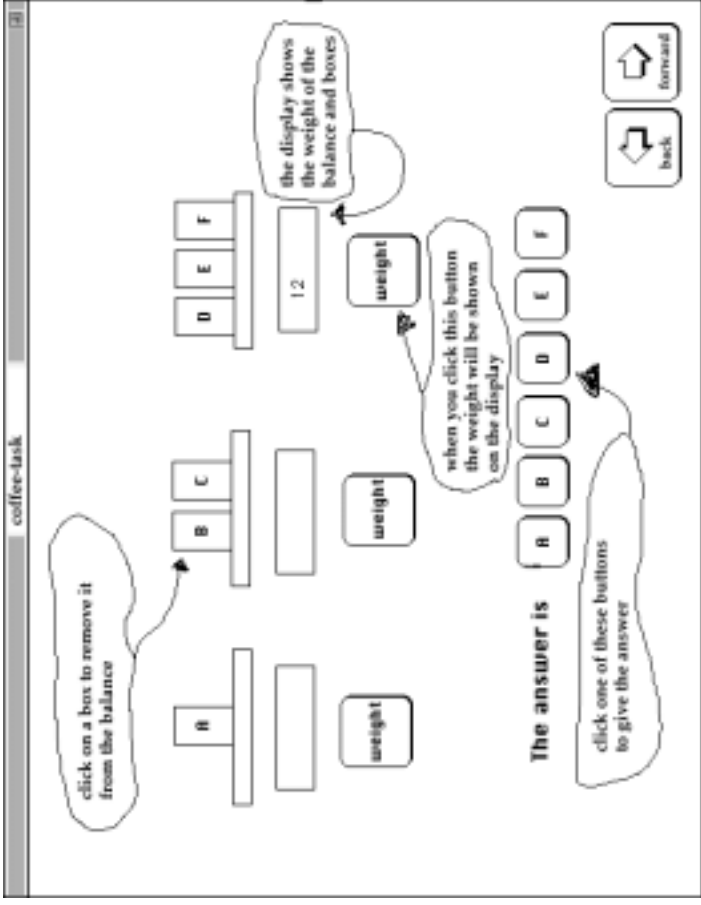 coffee-task
click on a box to remove it
from the balance
A
B
C
D
E
F
12
the display shows
the weight of the
balance and boxes
weight
weight
weight
when you click this button
the weight will be shown
on the display
The answer is
A
B
C
D
E
F
click one of these buttons
to give the answer
back
forward